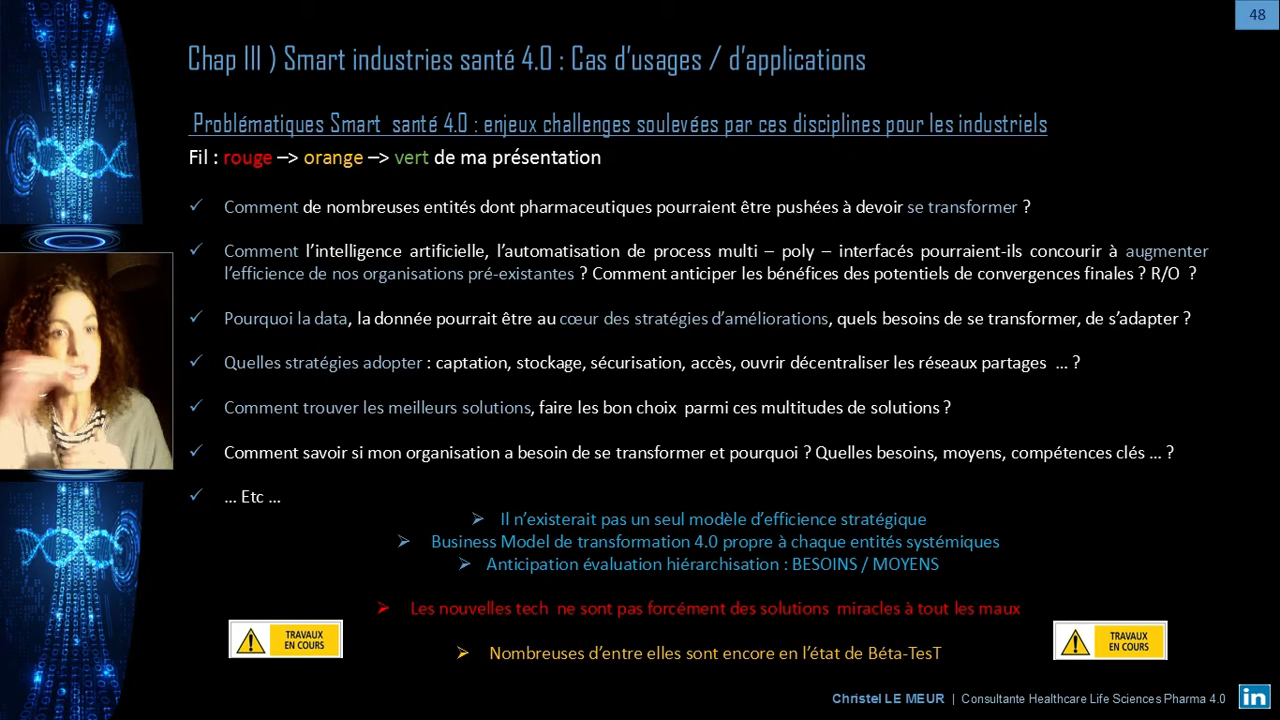 48
Chap III ) Smart industries santé 4.0 : Cas d'usages / d'applications
Problématiques Smart santé 4.0 : enjeux challenges soulevées par ces disciplines pour les industriels
Fil : rouge –> orange –> vert de ma présentation
✓ Comment de nombreuses entités dont pharmaceutiques pourraient être pushées à devoir se transformer ?
✓ Comment l'intelligence artificielle, l'automatisation de process multi – poly – interfacés pourraient-ils concourir à augmenter
l'efficience de nos organisations pré-existantes ? Comment anticiper les bénéfices des potentiels de convergences finales ? R/O ?
✓ Pourquoi la data, la donnée pourrait être au cœur des stratégies d'améliorations, quels besoins de se transformer, de s'adapter ?
✓ Quelles stratégies adopter : captation, stockage, sécurisation, accès, ouvrir décentraliser les réseaux partages ... ?
✓ Comment trouver les meilleurs solutions, faire les bon choix parmi ces multitudes de solutions ?
✓ Comment savoir si mon organisation a besoin de se transformer et pourquoi ? Quelles besoins, moyens, compétences clés ... ?
✓ ... Etc ...
➢ Il n'existerait pas un seul modèle d'efficience stratégique
➢ Business Model de transformation 4.0 propre à chaque entités systémiques
➢ Anticipation évaluation hiérarchisation : BESOINS / MOYENS
➢ Les nouvelles tech ne sont pas forcément des solutions miracles à tout les maux
TRAVAUX
EN COURS
TRAVAUX
EN COURS
➢ Nombreuses d'entre elles sont encore en l'état de Béta-TesT
Christel LE MEUR | Consultante Healthcare Life Sciences Pharma 4.0
in